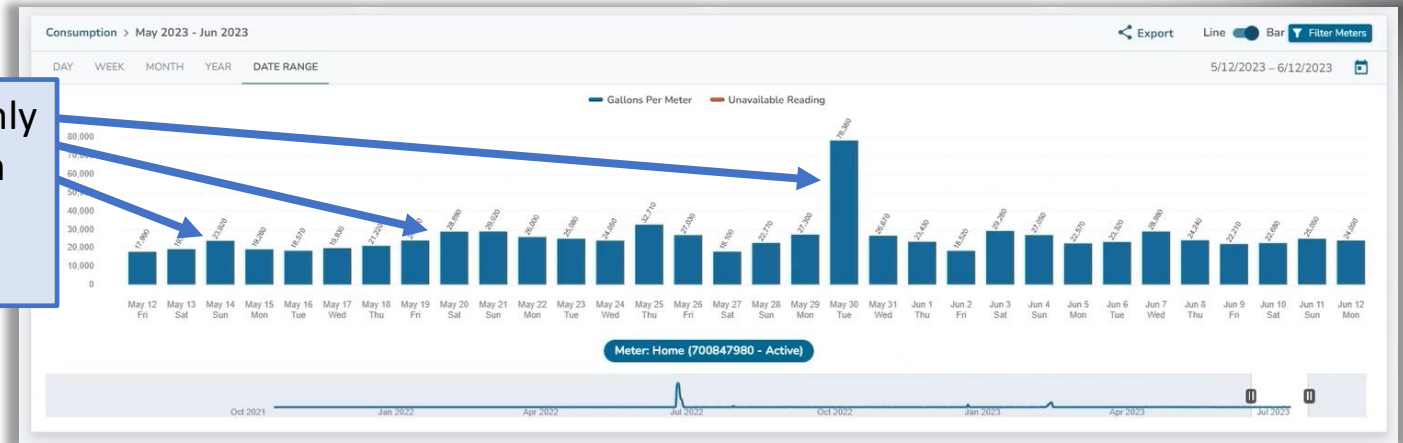 Consumption > May 2023 - Jun 2023
Export Line Bar Filter Meters
DAY WEEK MONTH YEAR DATE RANGE
5/12/2023 – 6/12/2023
Gallons Per Meter Unavailable Reading
80,000
60,000
40,000
30,000
20,000
10,000
0
17,990 23,920 19,260 18,570 19,930 21,220 28,890 29,020 26,000 25,080 24,050 32,710 27,030 18,100 22,770 27,300 78,380 26,670 23,430 18,520 29,280 27,050 22,570 23,320 28,980 24,240 22,210 22,680 25,050 24,050
May 12 May 13 May 14 May 15 May 16 May 17 May 18 May 19 May 20 May 21 May 22 May 23 May 24 May 25 May 26 May 27 May 28 May 29 May 30 May 31 Jun 1 Jun 2 Jun 3 Jun 4 Jun 5 Jun 6 Jun 7 Jun 8 Jun 9 Jun 10 Jun 11 Jun 12
Fri Sat Sun Mon Tue Wed Thu Fri Sat Sun Mon Tue Wed Thu Fri Sat Sun Mon Tue Wed Thu Fri Sat Sun Mon Tue Wed Thu Fri Sat Sun Mon
Meter: Home (700847980 - Active)
Oct 2021 Jan 2022 Apr 2022 Jul 2022 Oct 2022 Jan 2023 Apr 2023 Jul 2023